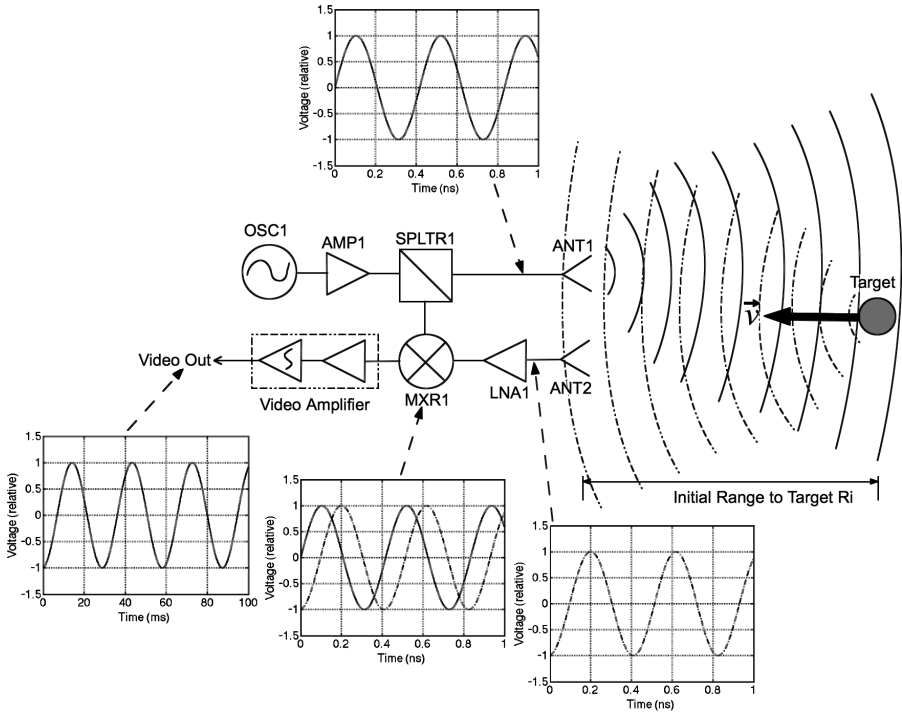 1.5
1
0.5
0
-0.5
-1
-1.5
Voltage (relative)
0 0.2 0.4 0.6 0.8 1
Time (ns)
OSC1
AMP1
SPLTR1
ANT1
Target
v
Video Out
Video Amplifier
MXR1
LNA1
ANT2
Initial Range to Target Ri
1.5
1
0.5
0
-0.5
-1
-1.5
Voltage (relative)
0 20 40 60 80 100
Time (ms)
1.5
1
0.5
0
-0.5
-1
-1.5
Voltage (relative)
0 0.2 0.4 0.6 0.8 1
Time (ns)
1.5
1
0.5
0
-0.5
-1
-1.5
Voltage (relative)
0 0.2 0.4 0.6 0.8 1
Time (ns)